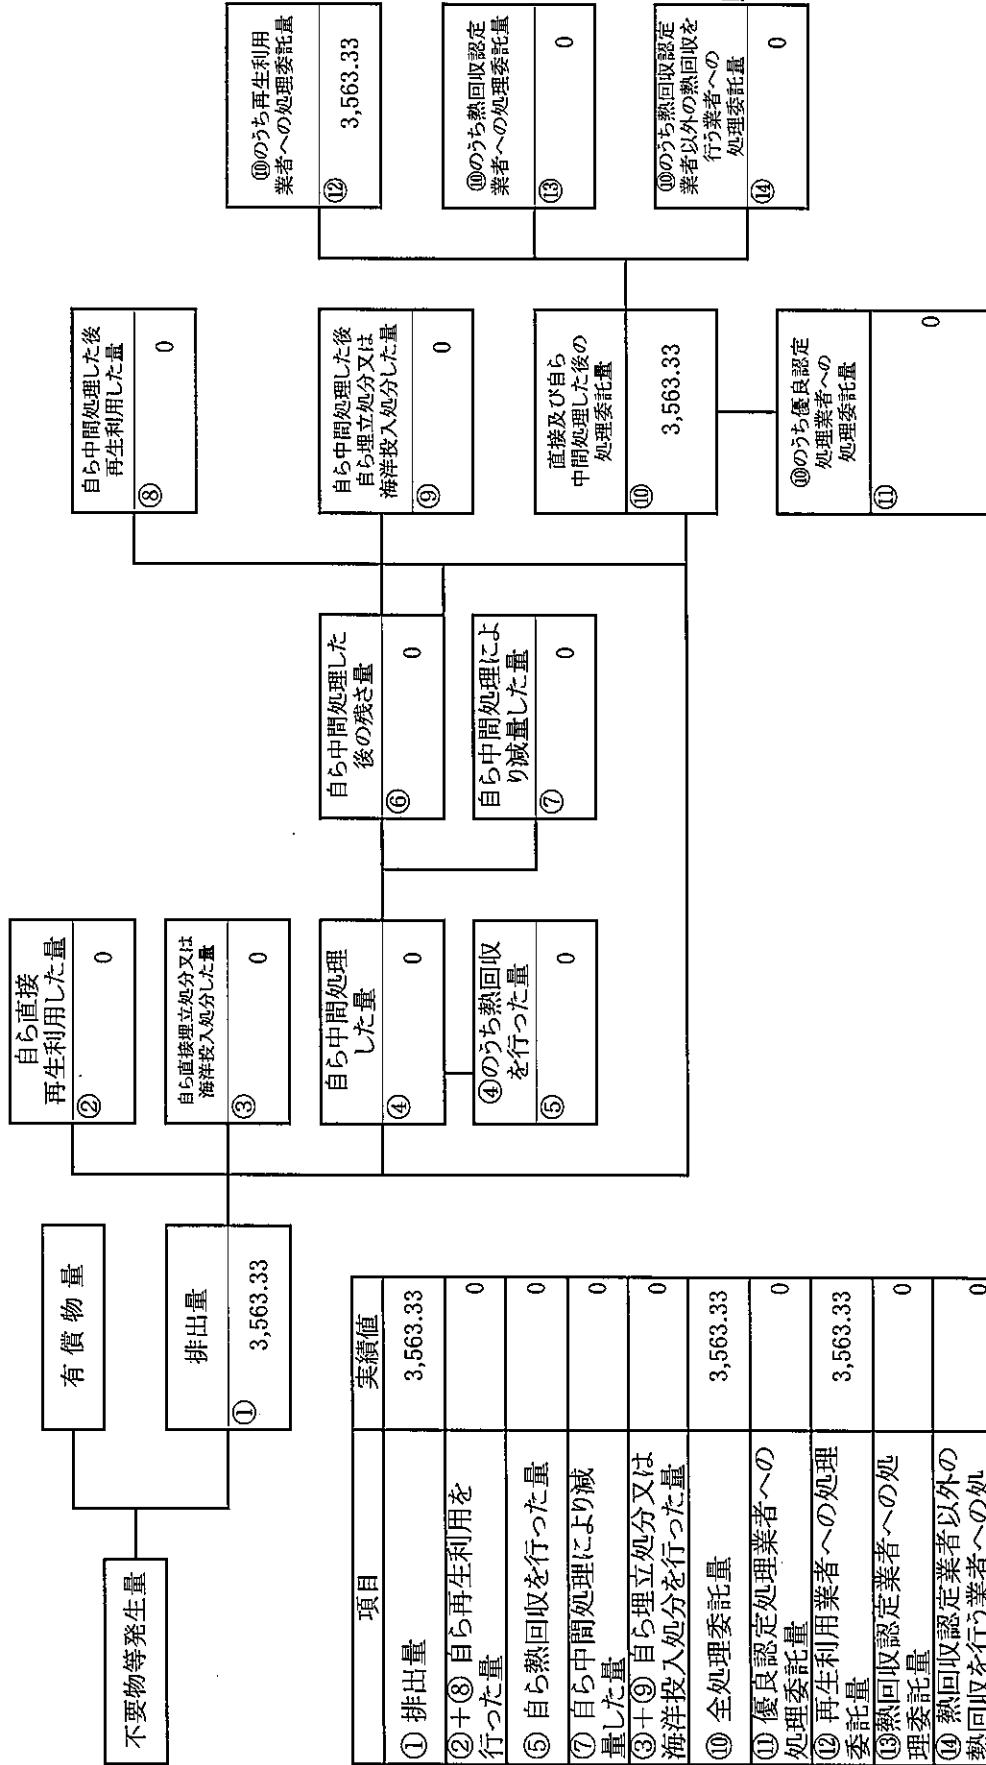 不要物等発生量
有償物量
排出量
①
3,563.33
自ら直接
再生利用した量
②
0
自ら直接埋立処分又は
海洋投入処分した量
③
0
自ら中間処理
した量
④
0
④のうち熱回収
を行った量
⑤
0
自ら中間処理した
後の残さ量
⑥
0
自ら中間処理によ
り減量した量
⑦
0
自ら中間処理した後
再生利用した量
⑧
0
自ら中間処理した後
自ら埋立処分又は
海洋投入処分した量
⑨
0
直接及び自ら
中間処理した後の
処理委託量
⑩
3,563.33
⑩のうち優良認定
処理業者への
処理委託量
⑪
0
⑩のうち再生利用
業者への処理委託量
⑫
3,563.33
⑩のうち熱回収認定
業者への処理委託量
⑬
0
⑩のうち熱回収認定
業者以外の熱回収を
行う業者への
処理委託量
⑭
0
項目 実績値
① 排出量 3,563.33
②+⑧ 自ら再生利用を
行った量 0
⑤ 自ら熱回収を行った量 0
⑦ 自ら中間処理により減
量した量 0
③+⑨ 自ら埋立処分又は
海洋投入処分を行った量 0
⑩ 全処理委託量 3,563.33
⑪ 優良認定処理業者への
処理委託量 0
⑫ 再生利用業者への処理
委託量 3,563.33
⑬熱回収認定業者への処
理委託量 0
⑭ 熱回収認定業者以外の
熱回収を行う業者への処 0